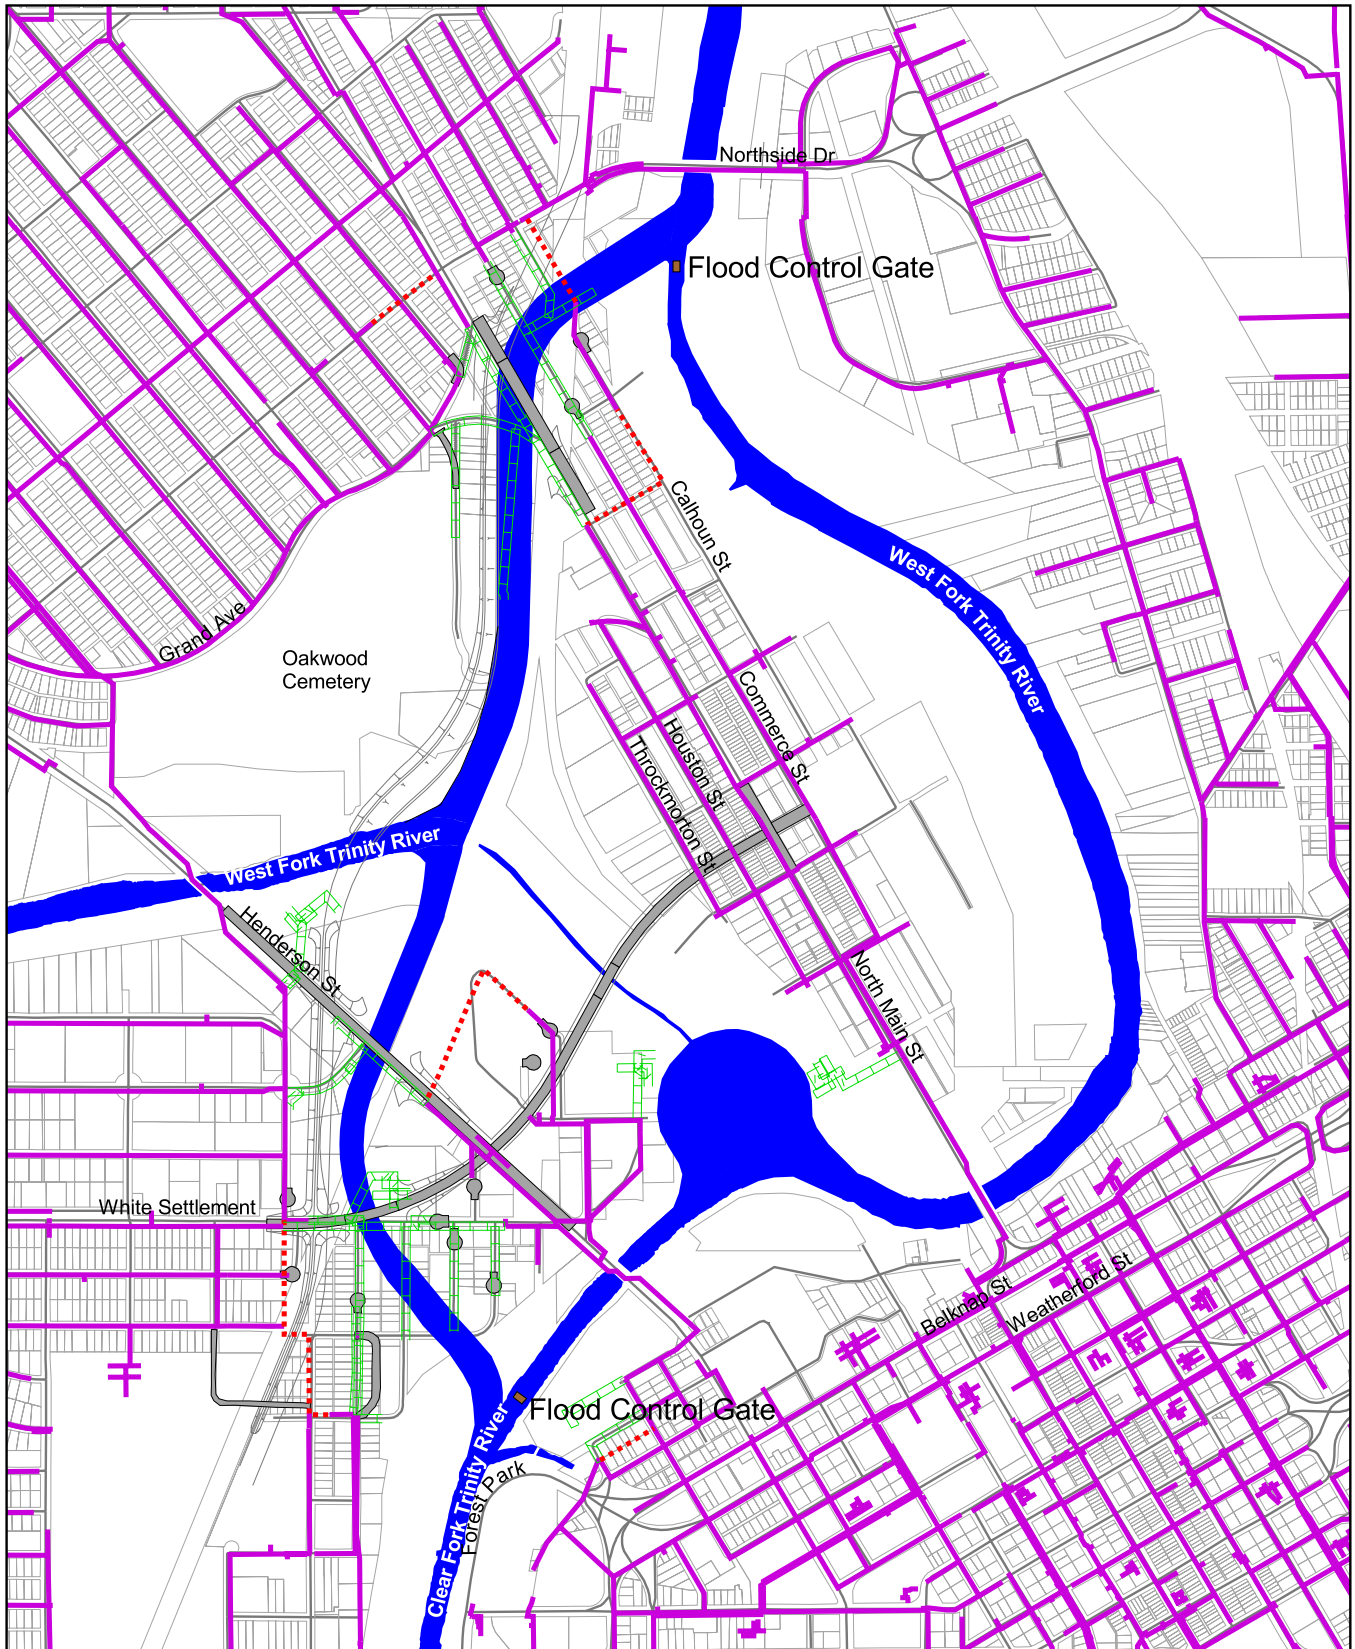 Northside Dr
Flood Control Gate
Calhoun St
West Fork Trinity River
Grand Ave
Oakwood
Cemetery
Commerce St
Houston St
Throckmorton St
West Fork Trinity River
Henderson St
North Main St
White Settlement
Belknap St
Weatherford St
Flood Control Gate
Clear Fork Trinity River
Forest Park